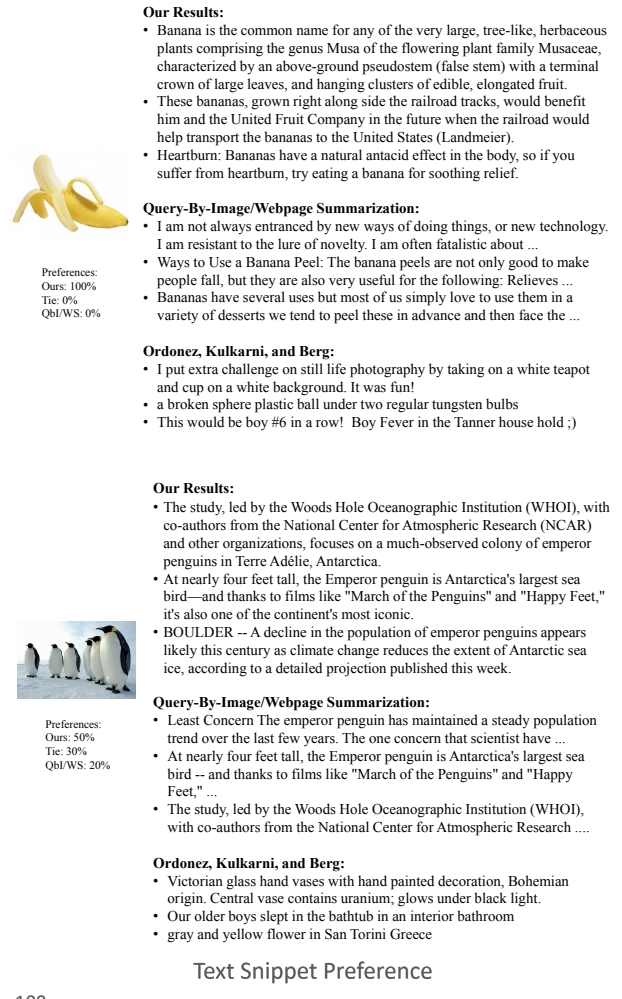 Our Results:
• Banana is the common name for any of the very large, tree-like, herbaceous
plants comprising the genus Musa of the flowering plant family Musaceae,
characterized by an above-ground pseudostem (false stem) with a terminal
crown of large leaves, and hanging clusters of edible, elongated fruit.
• These bananas, grown right along side the railroad tracks, would benefit
him and the United Fruit Company in the future when the railroad would
help transport the bananas to the United States (Landmeier).
• Heartburn: Bananas have a natural antacid effect in the body, so if you
suffer from heartburn, try eating a banana for soothing relief.
Preferences:
Ours: 100%
Tie: 0%
QbI/WS: 0%
Query-By-Image/Webpage Summarization:
• I am not always entranced by new ways of doing things, or new technology.
I am resistant to the lure of novelty. I am often fatalistic about ...
• Ways to Use a Banana Peel: The banana peels are not only good to make
people fall, but they are also very useful for the following: Relieves ...
• Bananas have several uses but most of us simply love to use them in a
variety of desserts we tend to peel these in advance and then face the ...
Ordonez, Kulkarni, and Berg:
• I put extra challenge on still life photography by taking on a white teapot
and cup on a white background. It was fun!
• a broken sphere plastic ball under two regular tungsten bulbs
• This would be boy #6 in a row!  Boy Fever in the Tanner house hold ;)
Our Results:
• The study, led by the Woods Hole Oceanographic Institution (WHOI), with
co-authors from the National Center for Atmospheric Research (NCAR)
and other organizations, focuses on a much-observed colony of emperor
penguins in Terre Adélie, Antarctica.
• At nearly four feet tall, the Emperor penguin is Antarctica's largest sea
bird—and thanks to films like "March of the Penguins" and "Happy Feet,"
it's also one of the continent's most iconic.
• BOULDER -- A decline in the population of emperor penguins appears
likely this century as climate change reduces the extent of Antarctic sea
ice, according to a detailed projection published this week.
Preferences:
Ours: 50%
Tie: 30%
QbI/WS: 20%
Query-By-Image/Webpage Summarization:
• Least Concern The emperor penguin has maintained a steady population
trend over the last few years. The one concern that scientist have ...
• At nearly four feet tall, the Emperor penguin is Antarctica's largest sea
bird -- and thanks to films like "March of the Penguins" and "Happy
Feet," ...
• The study, led by the Woods Hole Oceanographic Institution (WHOI),
with co-authors from the National Center for Atmospheric Research ....
Ordonez, Kulkarni, and Berg:
• Victorian glass hand vases with hand painted decoration, Bohemian
origin. Central vase contains uranium; glows under black light.
• Our older boys slept in the bathtub in an interior bathroom
• gray and yellow flower in San Torini Greece
Text Snippet Preference